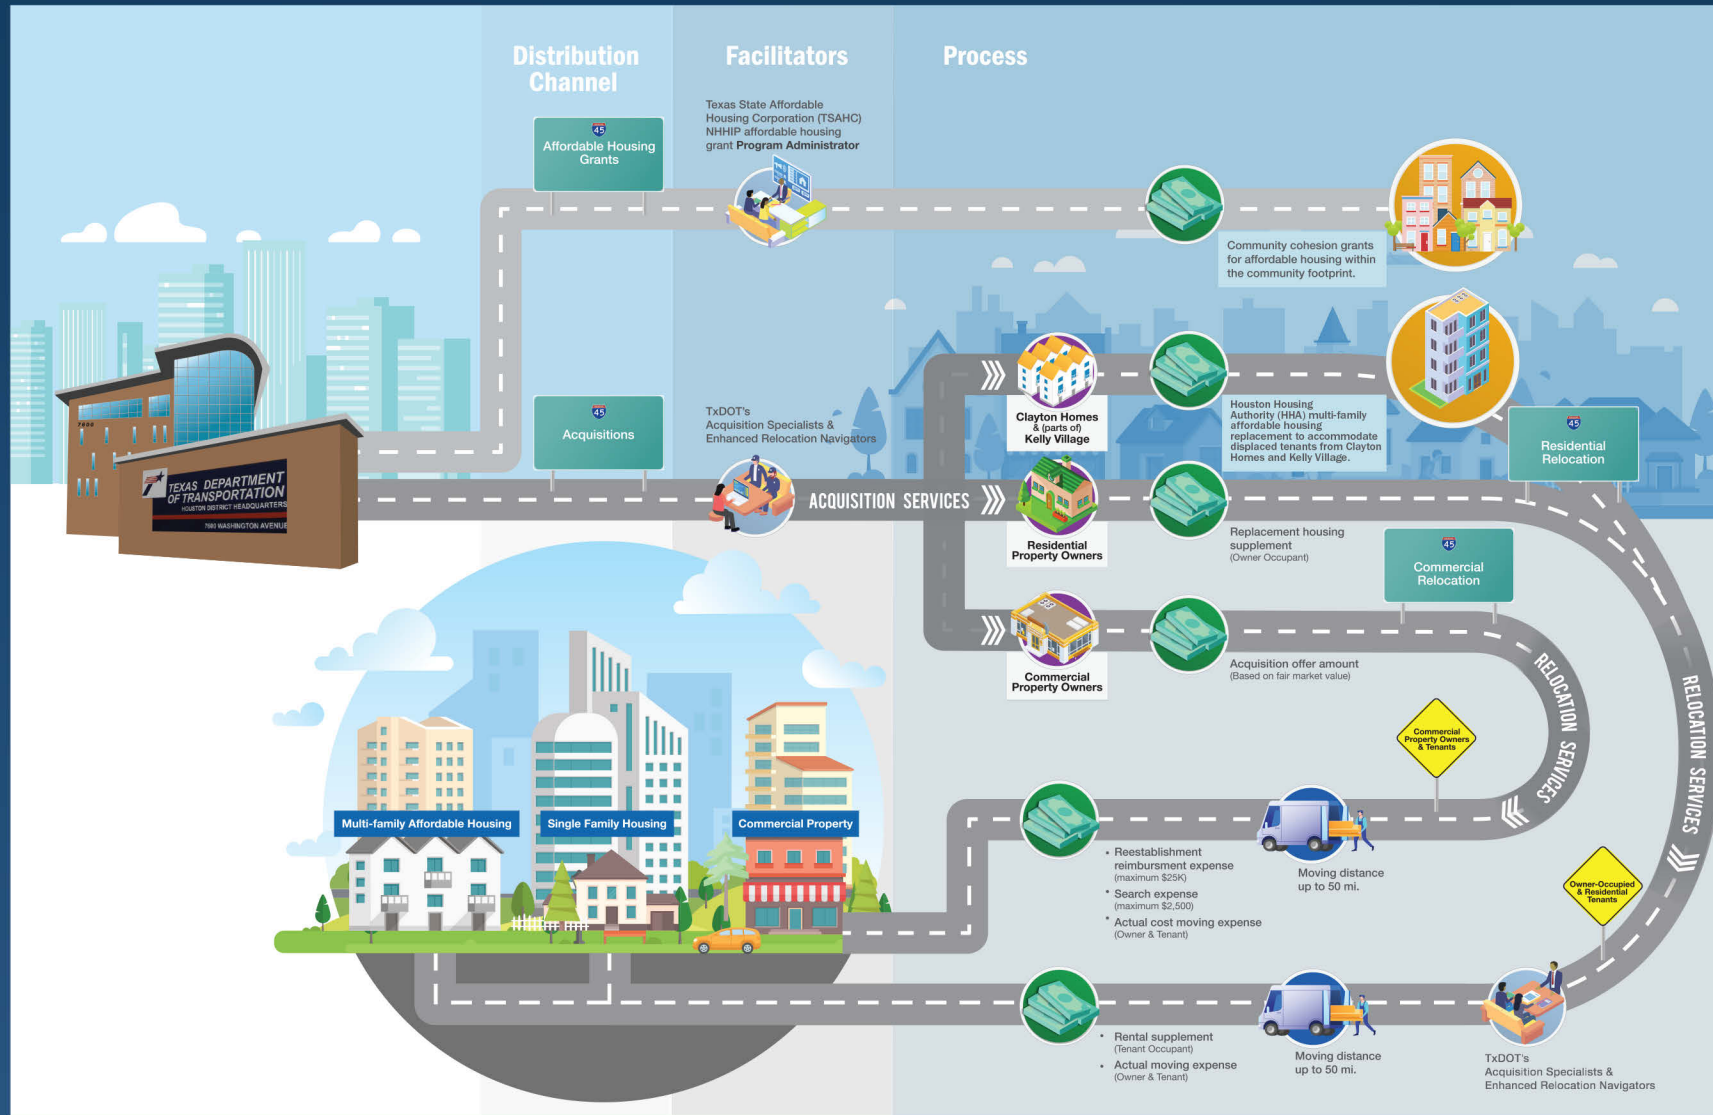 Distribution
Channel
Facilitators
Process
Texas State Affordable
Housing Corporation (TSAHC)
NHHIP affordable housing
grant Program Administrator
45
Affordable Housing
Grants
Community cohesion grants
for affordable housing within
the community footprint.
45
Acquisitions
TxDOT's
Acquisition Specialists &
Enhanced Relocation Navigators
ACQUISITION SERVICES
Clayton Homes
& (parts of)
Kelly Village
Houston Housing
Authority (HHA) multi-family
affordable housing
replacement to accommodate
displaced tenants from Clayton
Homes and Kelly Village.
45
Residential
Relocation
7600
TEXAS DEPARTMENT
OF TRANSPORTATION
HOUSTON DISTRICT HEADQUARTERS
7600 WASHINGTON AVENUE
Residential
Property Owners
Replacement housing
supplement
(Owner Occupant)
45
Commercial
Relocation
Commercial
Property Owners
Acquisition offer amount
(Based on fair market value)
RELOCATION SERVICES
RELOCATION SERVICES
Commercial
Property Owners
& Tenants
Multi-family Affordable Housing
Single Family Housing
Commercial Property
• Reestablishment
reimbursment expense
(maximum $25K)
• Search expense
(maximum $2,500)
• Actual cost moving expense
(Owner & Tenant)
Moving distance
up to 50 mi.
Owner-Occupied
& Residential
Tenants
• Rental supplement
(Tenant Occupant)
• Actual moving expense
(Owner & Tenant)
Moving distance
up to 50 mi.
TxDOT's
Acquisition Specialists &
Enhanced Relocation Navigators